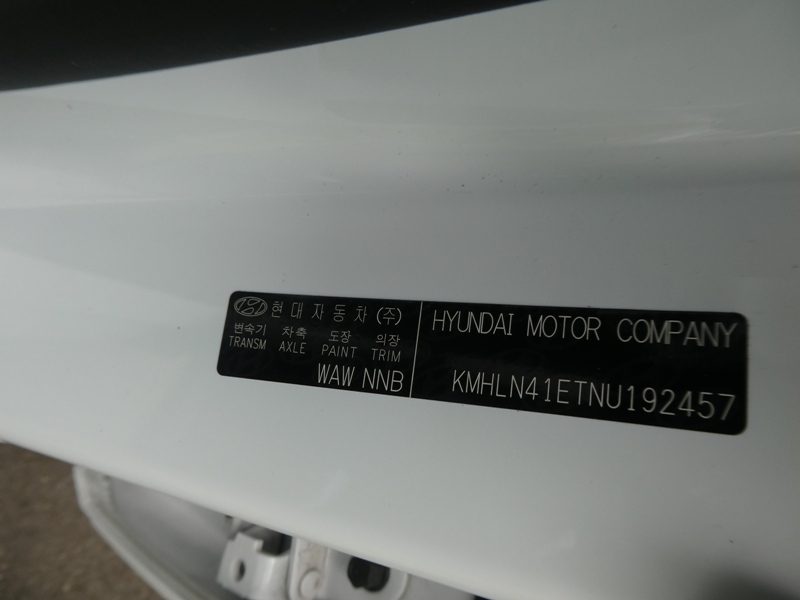 현대자동차(주)
변속기 차축 도장 의장
TRANSM AXLE PAINT TRIM
WAW NNB
HYUNDAI MOTOR COMPANY
KMHLN41ETNU192457